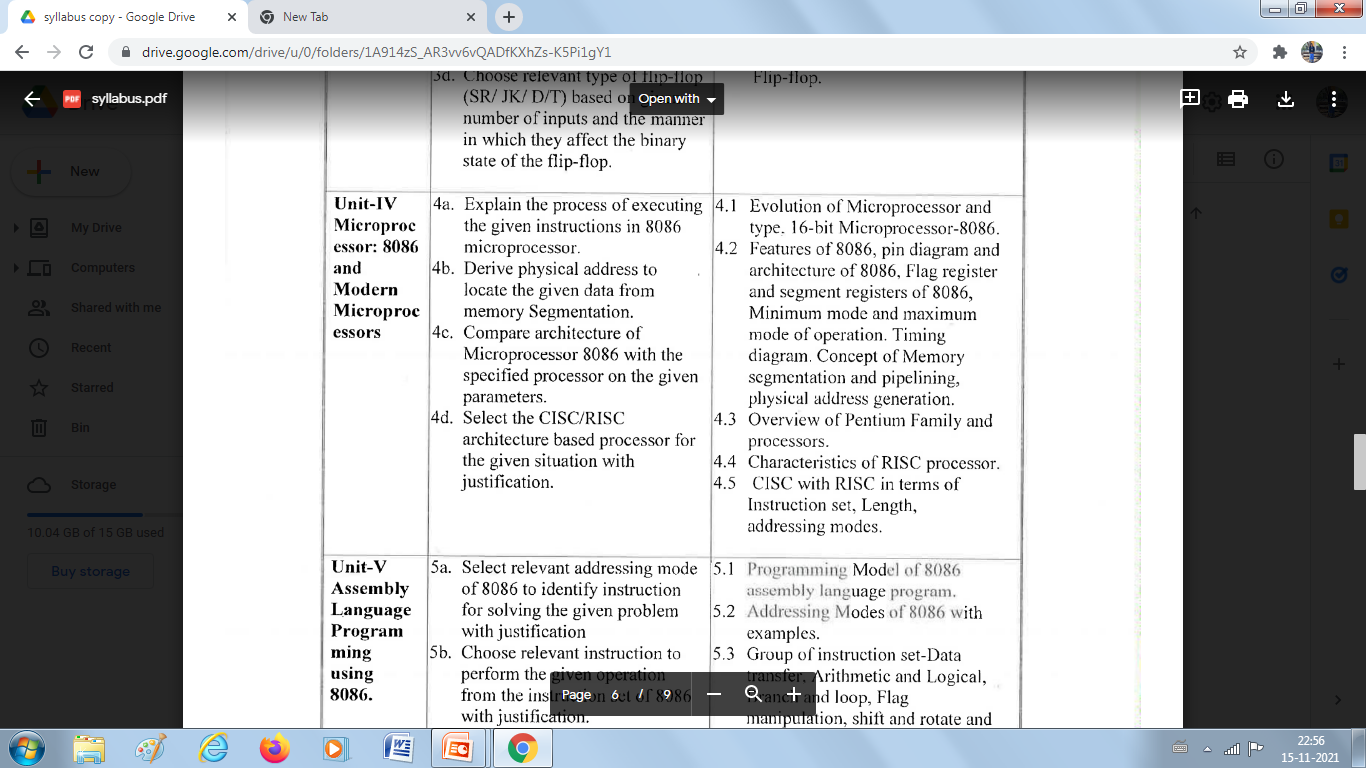 syllabus copy - Google Drive
New Tab
drive.google.com/drive/u/0/folders/1A914zS_AR3vv6vQADfKXhZs-K5Pi1gY1
syllabus.pdf
Open with
New
My Drive
Computers
Shared with me
Recent
Starred
Bin
Storage
10.04 GB of 15 GB used
Buy storage
3d. Choose relevant type of flip-flop
(SR/ JK/ D/T) based on
number of inputs and the manner
in which they affect the binary
state of the flip-flop.
Flip-flop.
Unit-IV
Microproc
essor: 8086
and
Modern
Microproc
essors
4a. Explain the process of executing
the given instructions in 8086
microprocessor.
4b. Derive physical address to
locate the given data from
memory Segmentation.
4c. Compare architecture of
Microprocessor 8086 with the
specified processor on the given
parameters.
4d. Select the CISC/RISC
architecture based processor for
the given situation with
justification.
4.1 Evolution of Microprocessor and
type, 16-bit Microprocessor-8086.
4.2 Features of 8086, pin diagram and
architecture of 8086, Flag register
and segment registers of 8086,
Minimum mode and maximum
mode of operation. Timing
diagram. Concept of Memory
segmentation and pipelining,
physical address generation.
4.3 Overview of Pentium Family and
processors.
4.4 Characteristics of RISC processor.
4.5 CISC with RISC in terms of
Instruction set, Length,
addressing modes.
Unit-V
Assembly
Language
Program
ming
using
8086.
5a. Select relevant addressing mode
of 8086 to identify instruction
for solving the given problem
with justification
5b. Choose relevant instruction to
perform the given operation
from the instruction set of 8086
with justification.
5.1 Programming Model of 8086
assembly language program.
5.2 Addressing Modes of 8086 with
examples.
5.3 Group of instruction set-Data
transfer, Arithmetic and Logical,
Branch and loop, Flag
manipulation, shift and rotate and
Page 6 / 9
22:56
15-11-2021